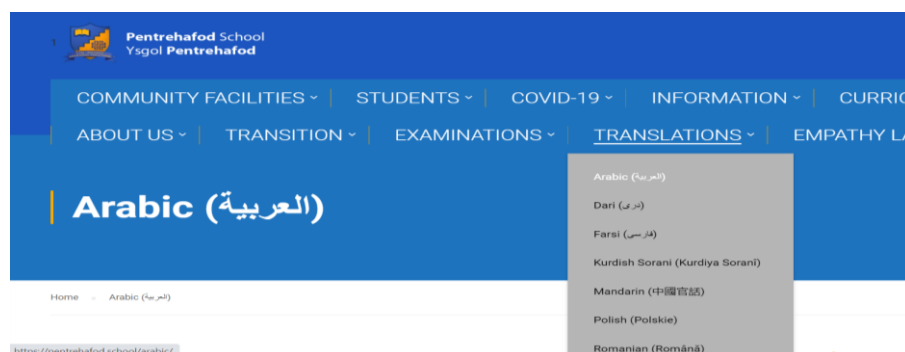 Pentrehafod School
Ysgol Pentrehafod
COMMUNITY FACILITIES
STUDENTS
COVID-19
INFORMATION
ABOUT US
TRANSITION
EXAMINATIONS
TRANSLATIONS
Arabic (العربية)
Arabic (العربية)
Dari (دری)
Farsi (فارسی)
Kurdish Sorani (Kurdiya Soranî)
Mandarin (中國官話)
Polish (Polskie)
Romanian (Română)
Home Arabic (العربية)
https://pentrehafod.school/arabic/